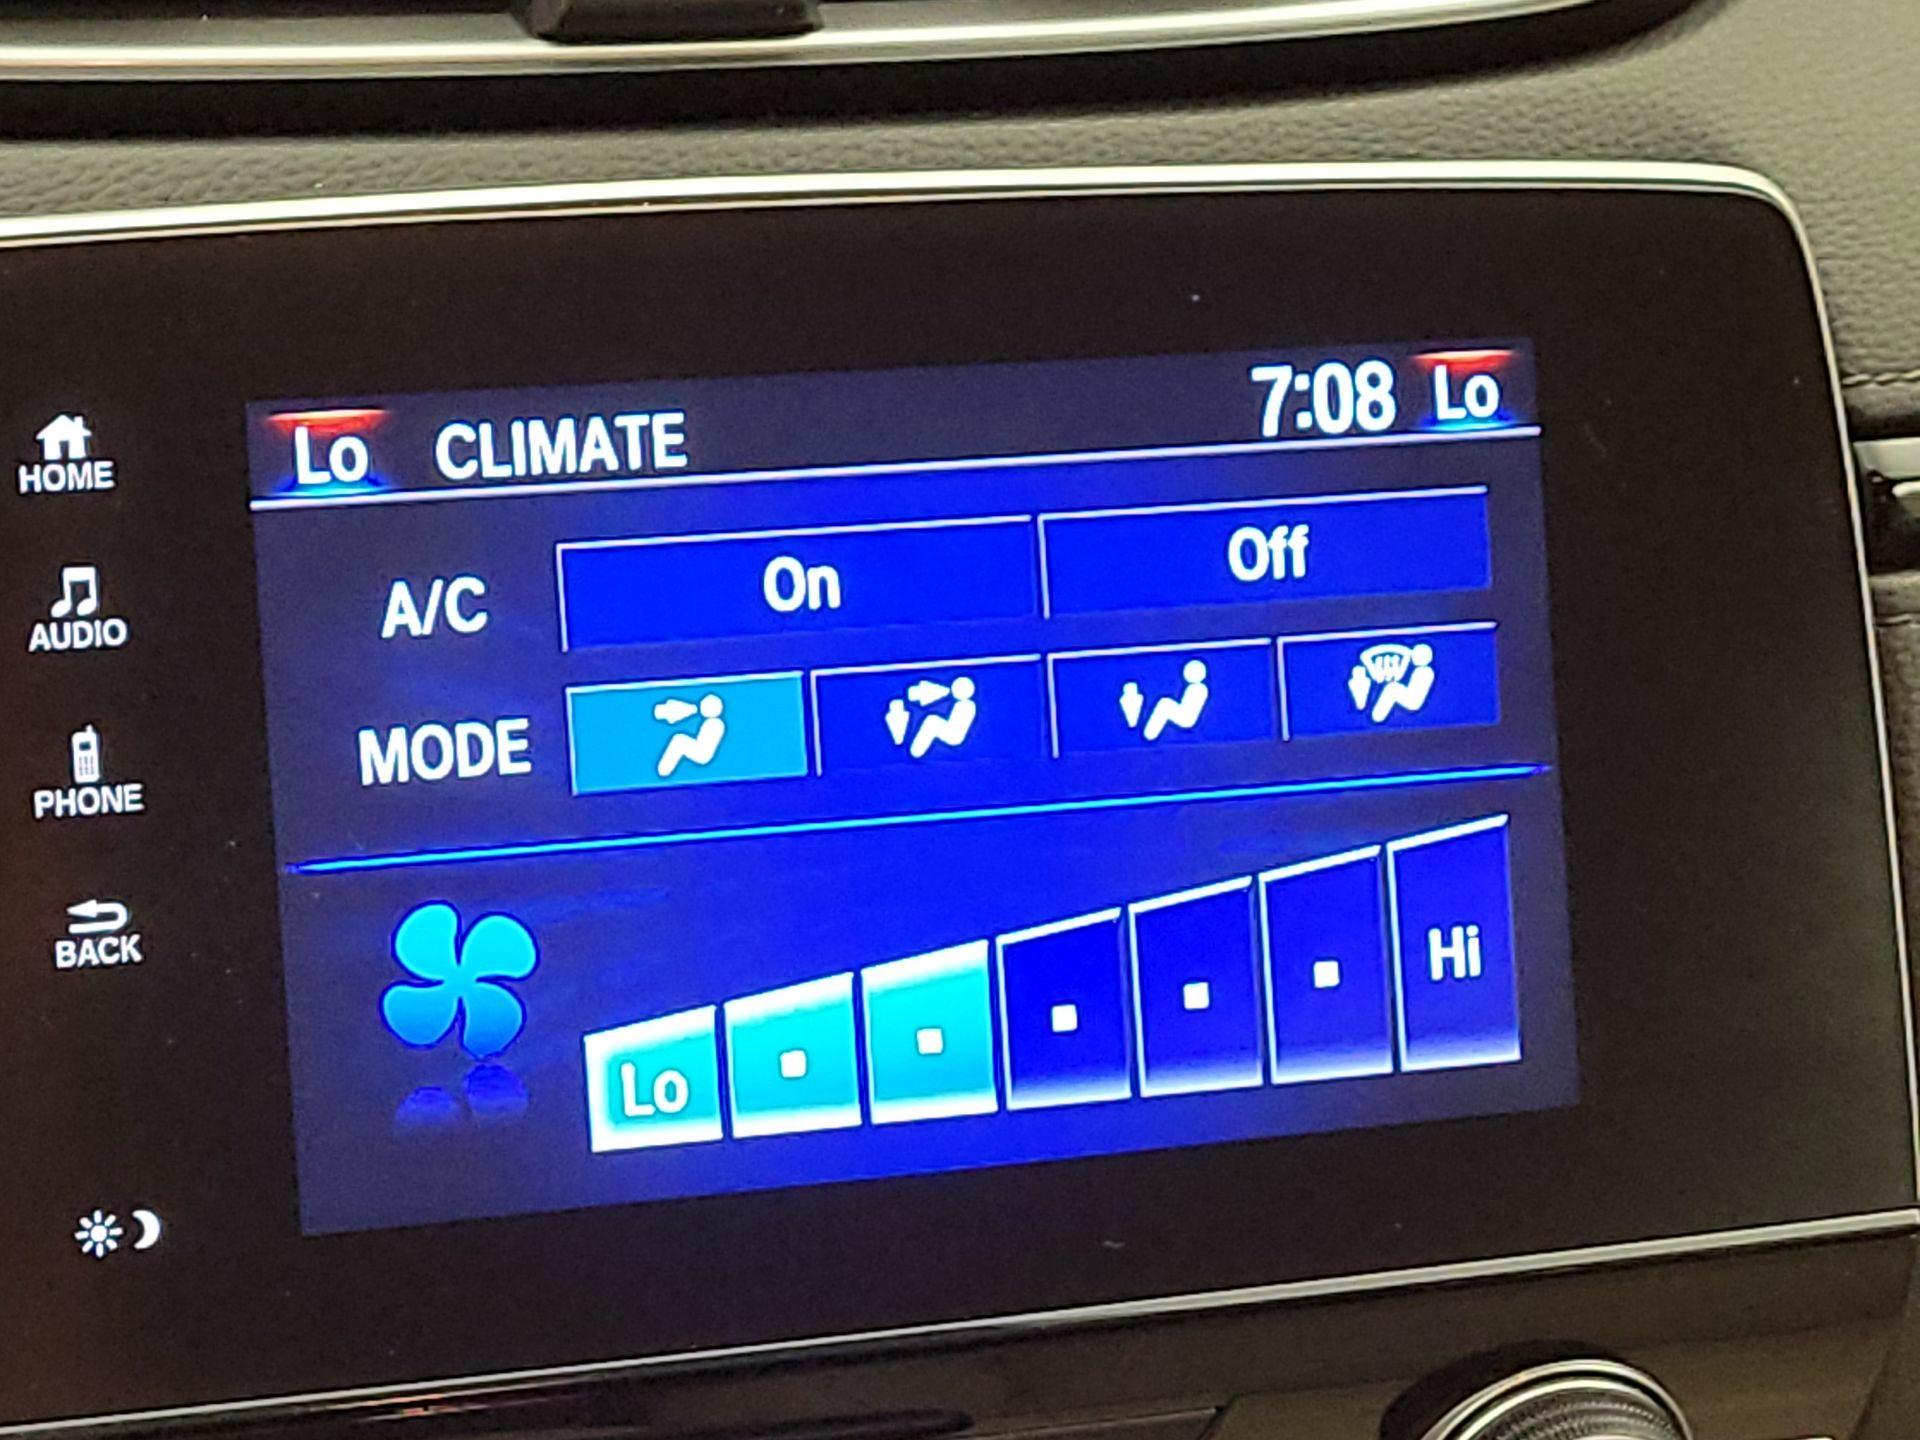 Lo CLIMATE 7:08 Lo
HOME
A/C On Off
AUDIO
MODE
PHONE
BACK
Lo Hi